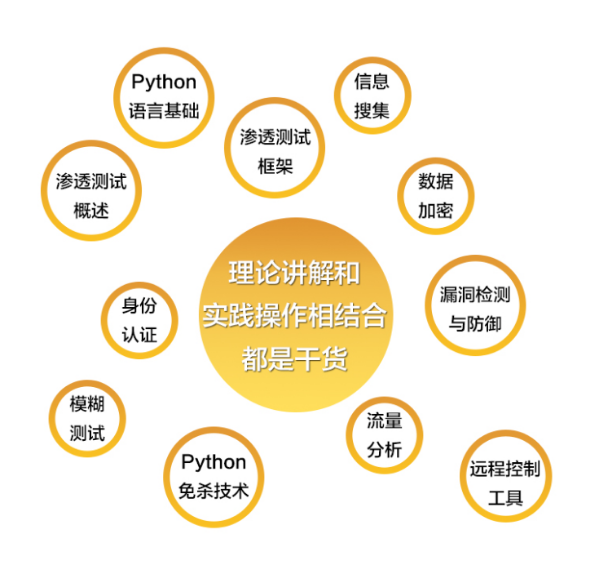 Python
语言基础
信息
搜集
渗透测试
框架
渗透测试
概述
数据
加密
理论讲解和
实践操作相结合
都是干货
漏洞检测
与防御
身份
认证
模糊
测试
流量
分析
Python
免杀技术
远程控制
工具